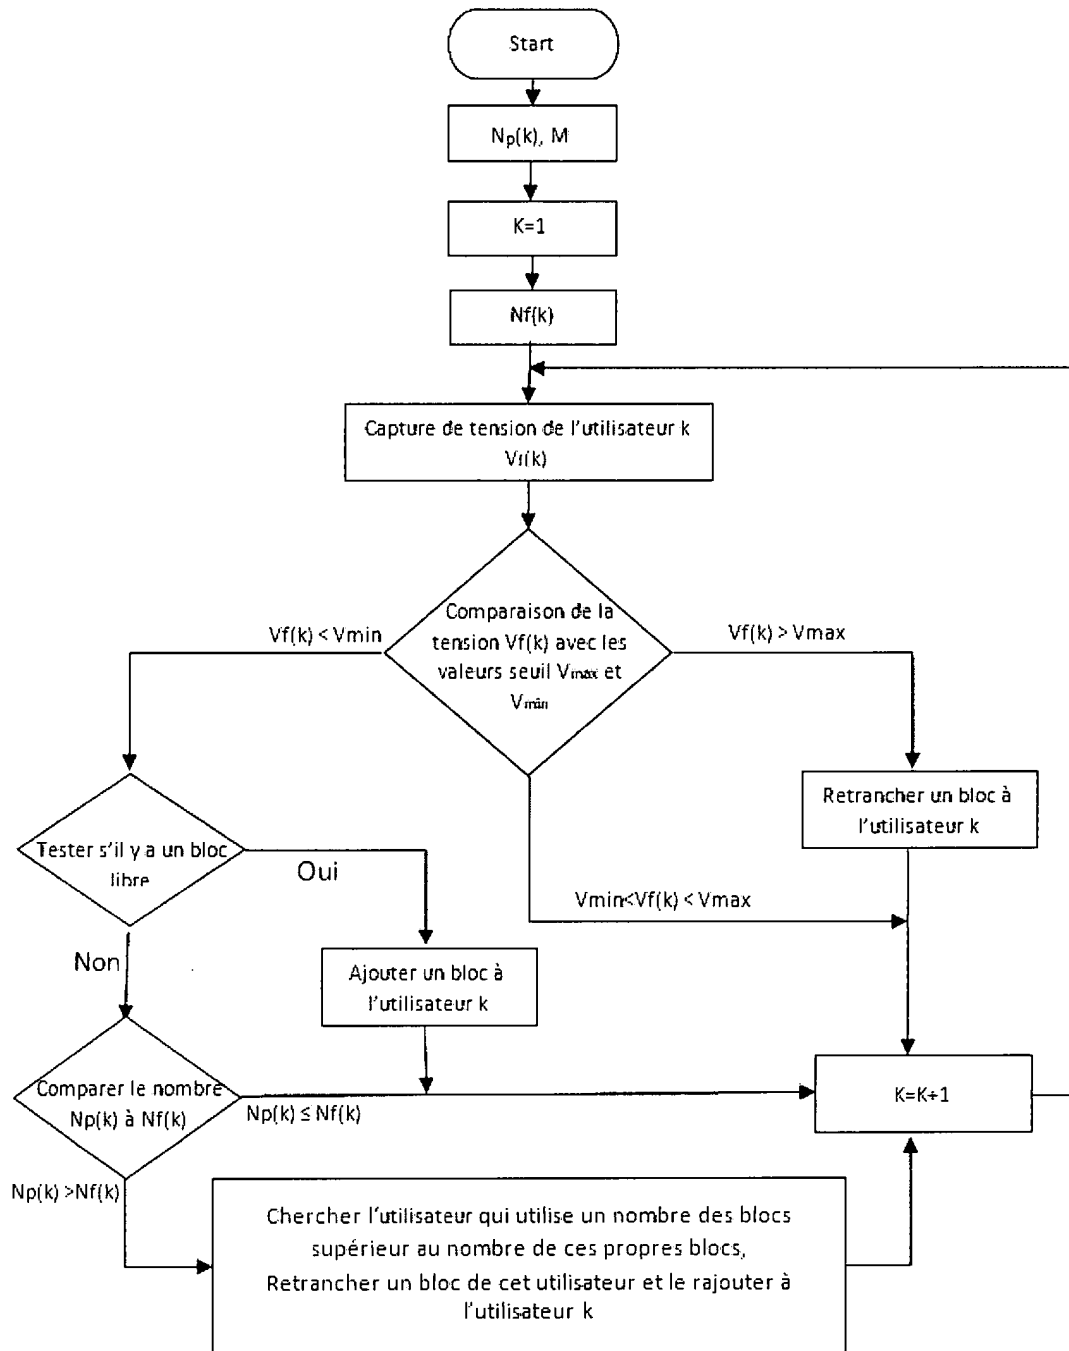 Start
Np(k), M
K=1
Nf(k)
Capture de tension de l'utilisateur k
Vf(k)
Comparaison de la
tension Vf(k) avec les
valeurs seuil Vmax et
Vmin
Vf(k) < Vmin
Vf(k) > Vmax
Retrancher un bloc à
l'utilisateur k
Tester s'il y a un bloc
libre
Oui
Vmin<Vf(k) < Vmax
Non
Ajouter un bloc à
l'utilisateur k
Comparer le nombre
Np(k) à Nf(k)
Np(k) ≤ Nf(k)
K=K+1
Np(k) >Nf(k)
Chercher l'utilisateur qui utilise un nombre des blocs
supérieur au nombre de ces propres blocs,
Retrancher un bloc de cet utilisateur et le rajouter à
l'utilisateur k